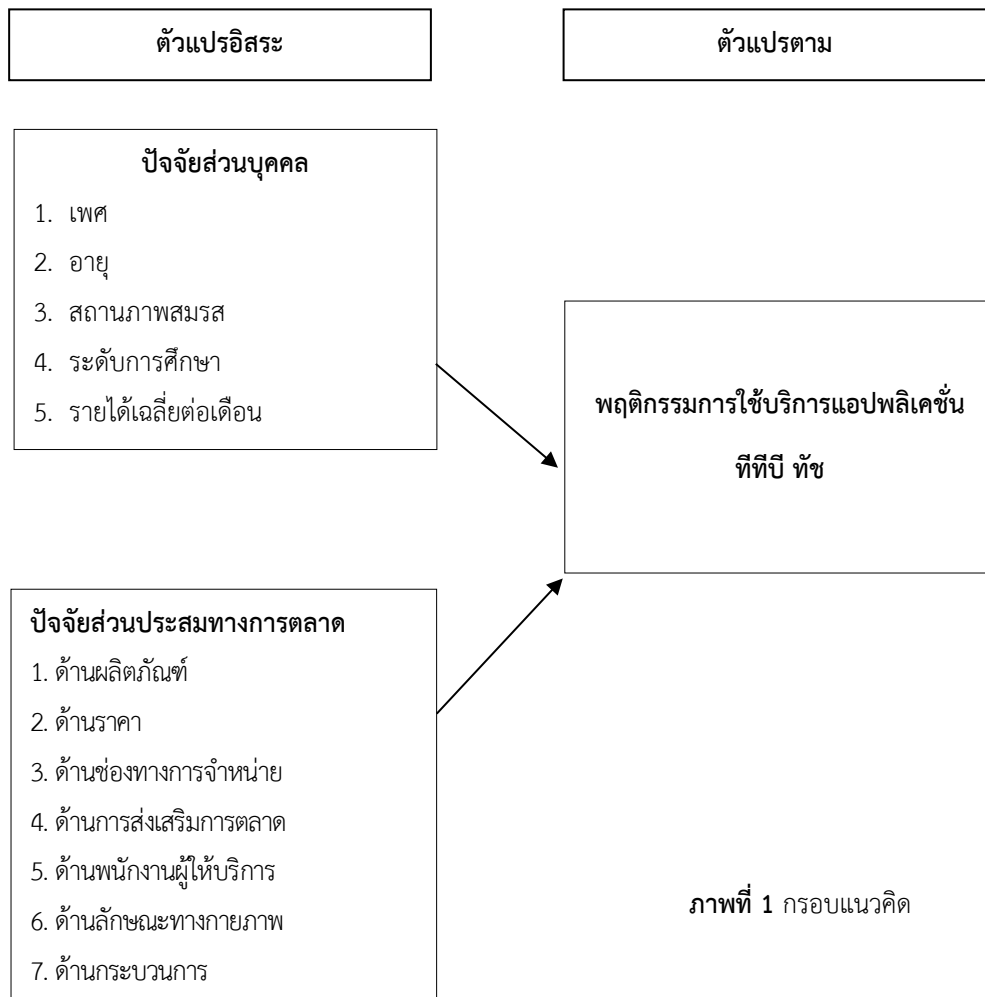 ตัวแปรอิสระ
ตัวแปรตาม
ปัจจัยส่วนบุคคล
1. เพศ
2. อายุ
3. สถานภาพสมรส
4. ระดับการศึกษา
5. รายได้เฉลี่ยต่อเดือน
พฤติกรรมการใช้บริการแอปพลิเคชั่น
ทีทีบี ทัช
ปัจจัยส่วนประสมทางการตลาด
1. ด้านผลิตภัณฑ์
2. ด้านราคา
3. ด้านช่องทางการจำหน่าย
4. ด้านการส่งเสริมการตลาด
5. ด้านพนักงานผู้ให้บริการ
6. ด้านลักษณะทางกายภาพ
7. ด้านกระบวนการ
ภาพที่ 1 กรอบแนวคิด